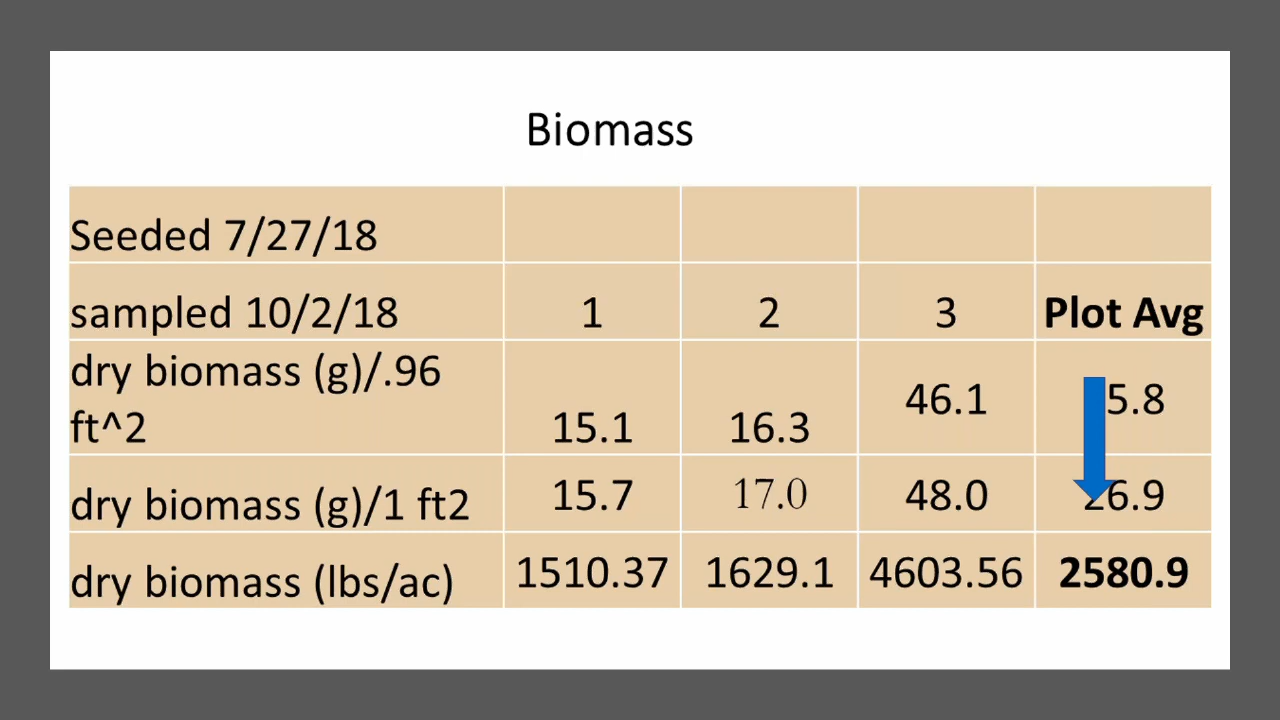 Biomass
Seeded 7/27/18
sampled 10/2/18 1 2 3 Plot Avg
dry biomass (g)/.96
ft^2 15.1 16.3 46.1 5.8
dry biomass (g)/1 ft2 15.7 17.0 48.0 26.9
dry biomass (lbs/ac) 1510.37 1629.1 4603.56 2580.9